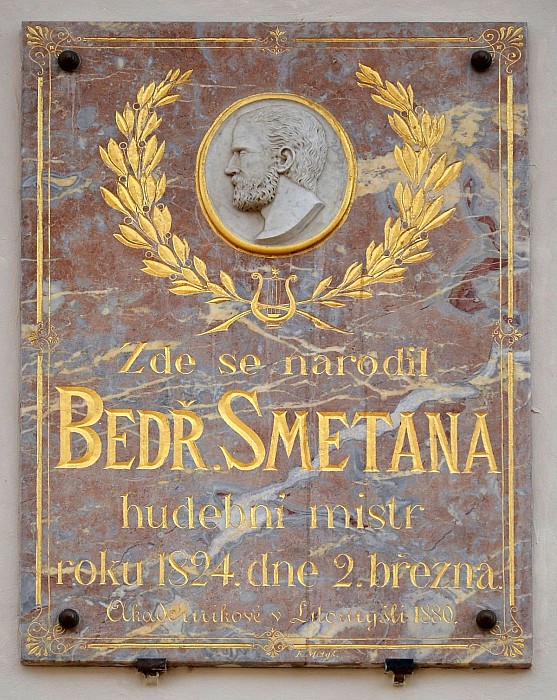 Zde se narodil
BEDŘ. SMETANA
hudební mistr
roku 1824. dne 2. března.
Akademikové v Litomyšli 1880.